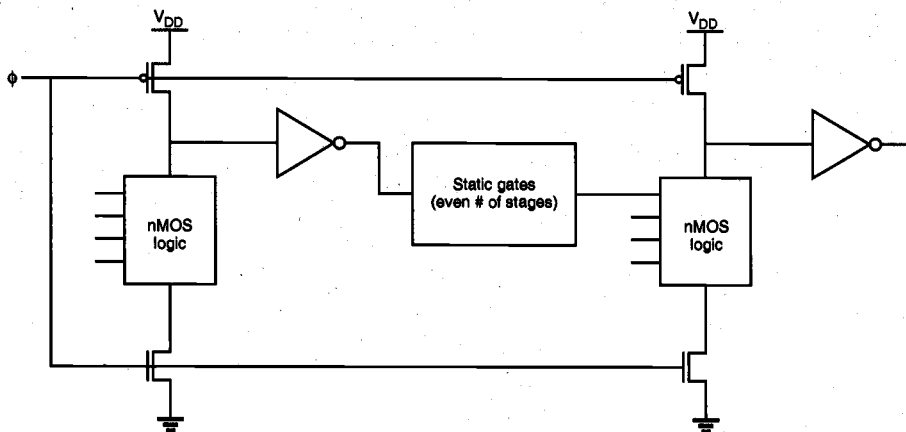 V_DD
V_DD
ϕ
Static gates
(even # of stages)
nMOS
logic
nMOS
logic